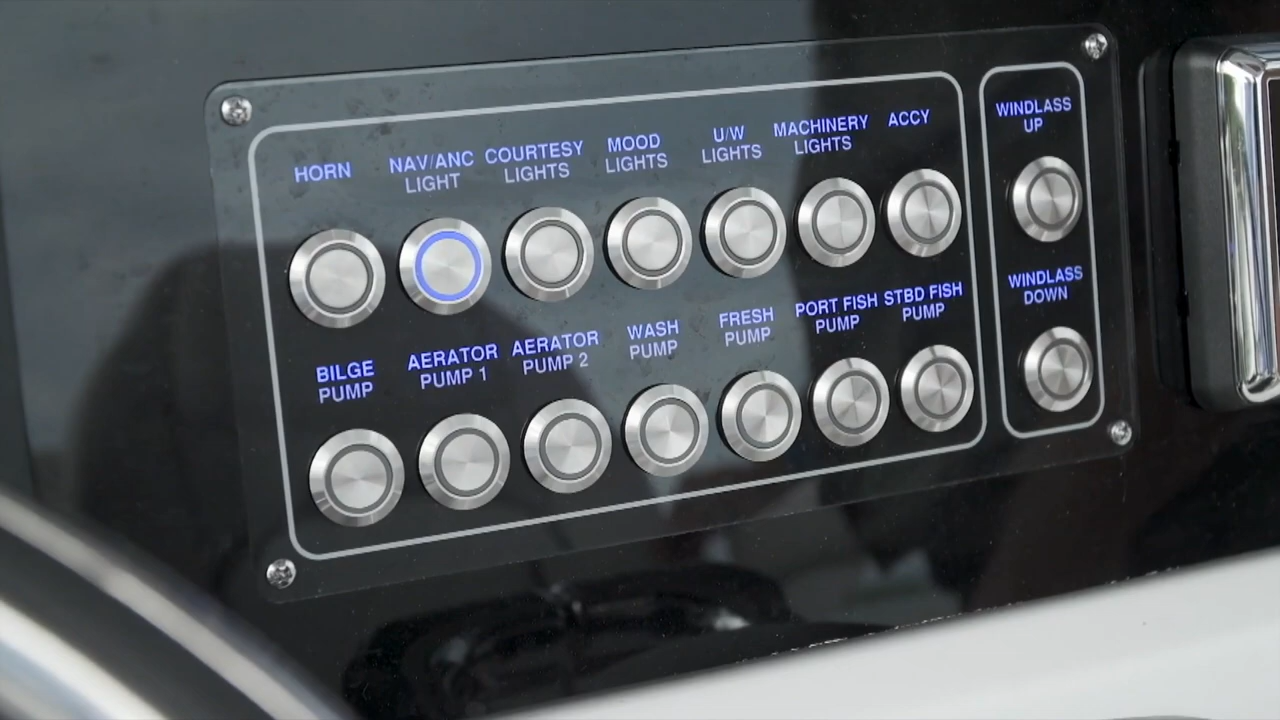 HORN
NAV/ANC
LIGHT
COURTESY
LIGHTS
MOOD
LIGHTS
U/W
LIGHTS
MACHINERY
LIGHTS
ACCY
WINDLASS
UP
BILGE
PUMP
AERATOR
PUMP 1
AERATOR
PUMP 2
WASH
PUMP
FRESH
PUMP
PORT FISH
PUMP
STBD FISH
PUMP
WINDLASS
DOWN